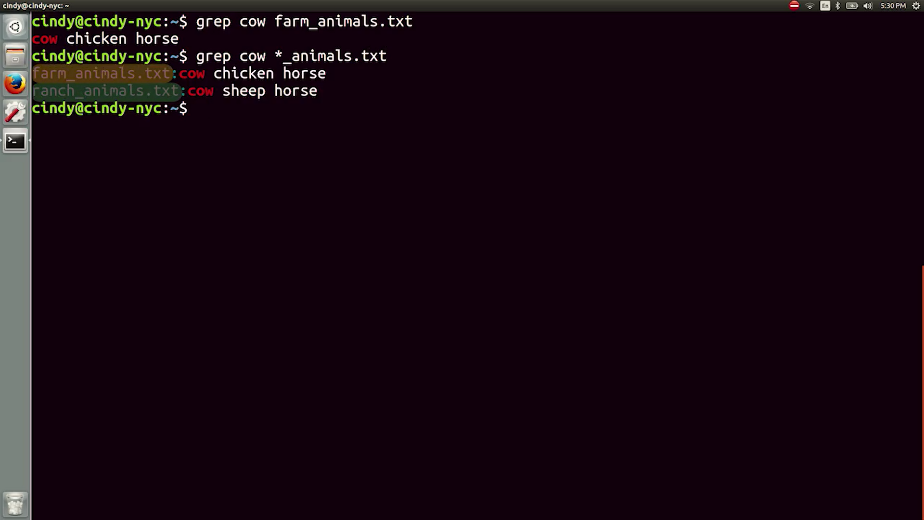 cindy@cindy-nyc: ~
En
5:30 PM
cindy@cindy-nyc:~$ grep cow farm_animals.txt
cow chicken horse
cindy@cindy-nyc:~$ grep cow *_animals.txt
farm_animals.txt:cow chicken horse
ranch_animals.txt:cow sheep horse
cindy@cindy-nyc:~$